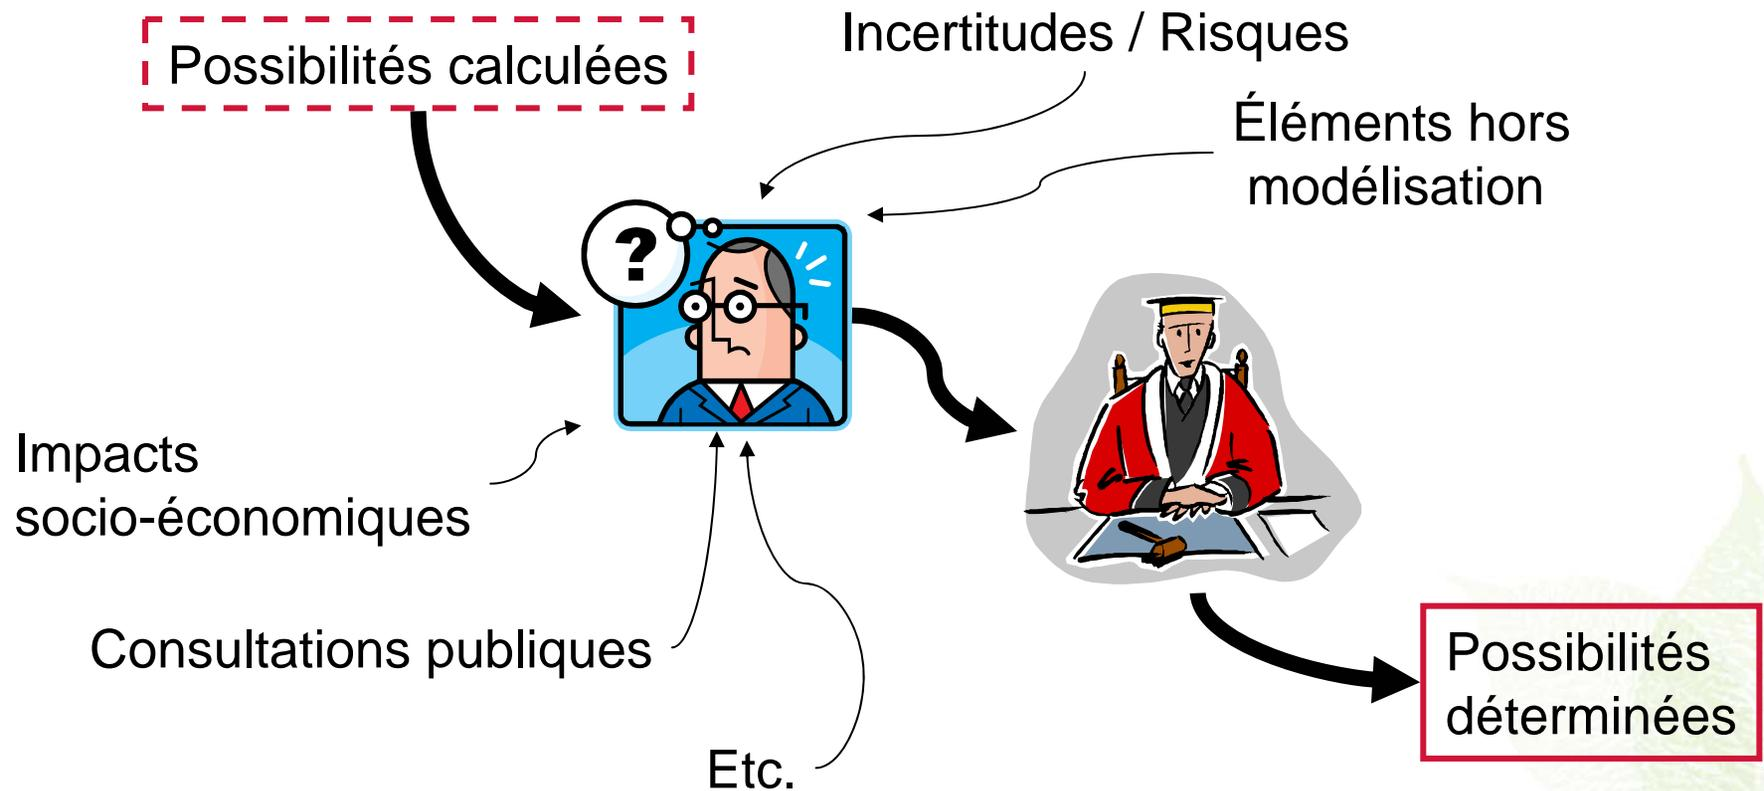 Possibilités calculées
Incertitudes / Risques
Éléments hors
modélisation
?
Impacts
socio-économiques
Consultations publiques
Etc.
Possibilités
déterminées